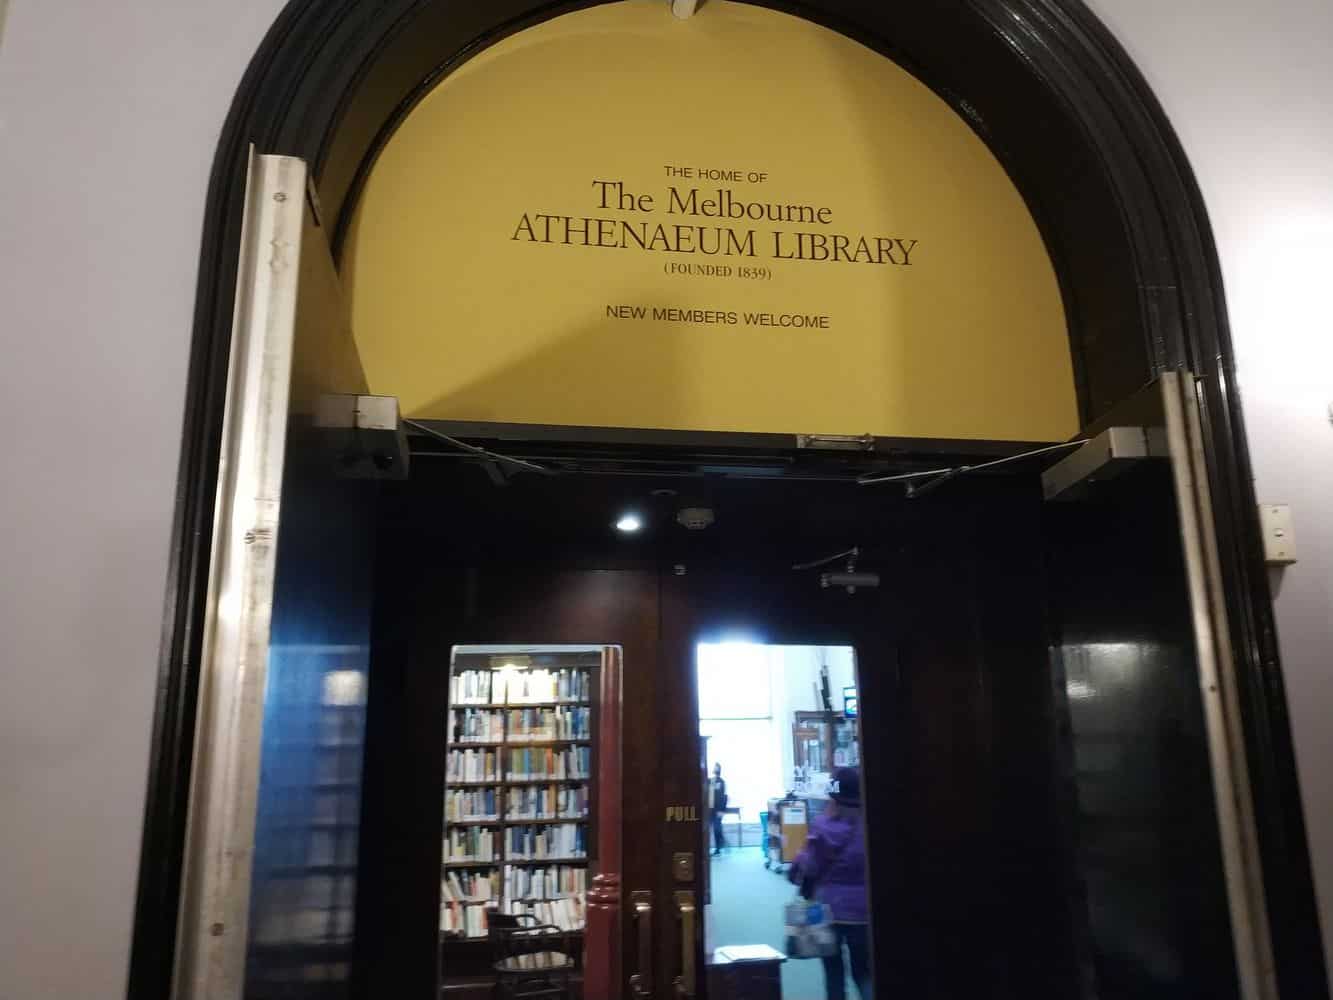 THE HOME OF
The Melbourne
ATHENAEUM LIBRARY
(FOUNDED 1839)
NEW MEMBERS WELCOME
PULL